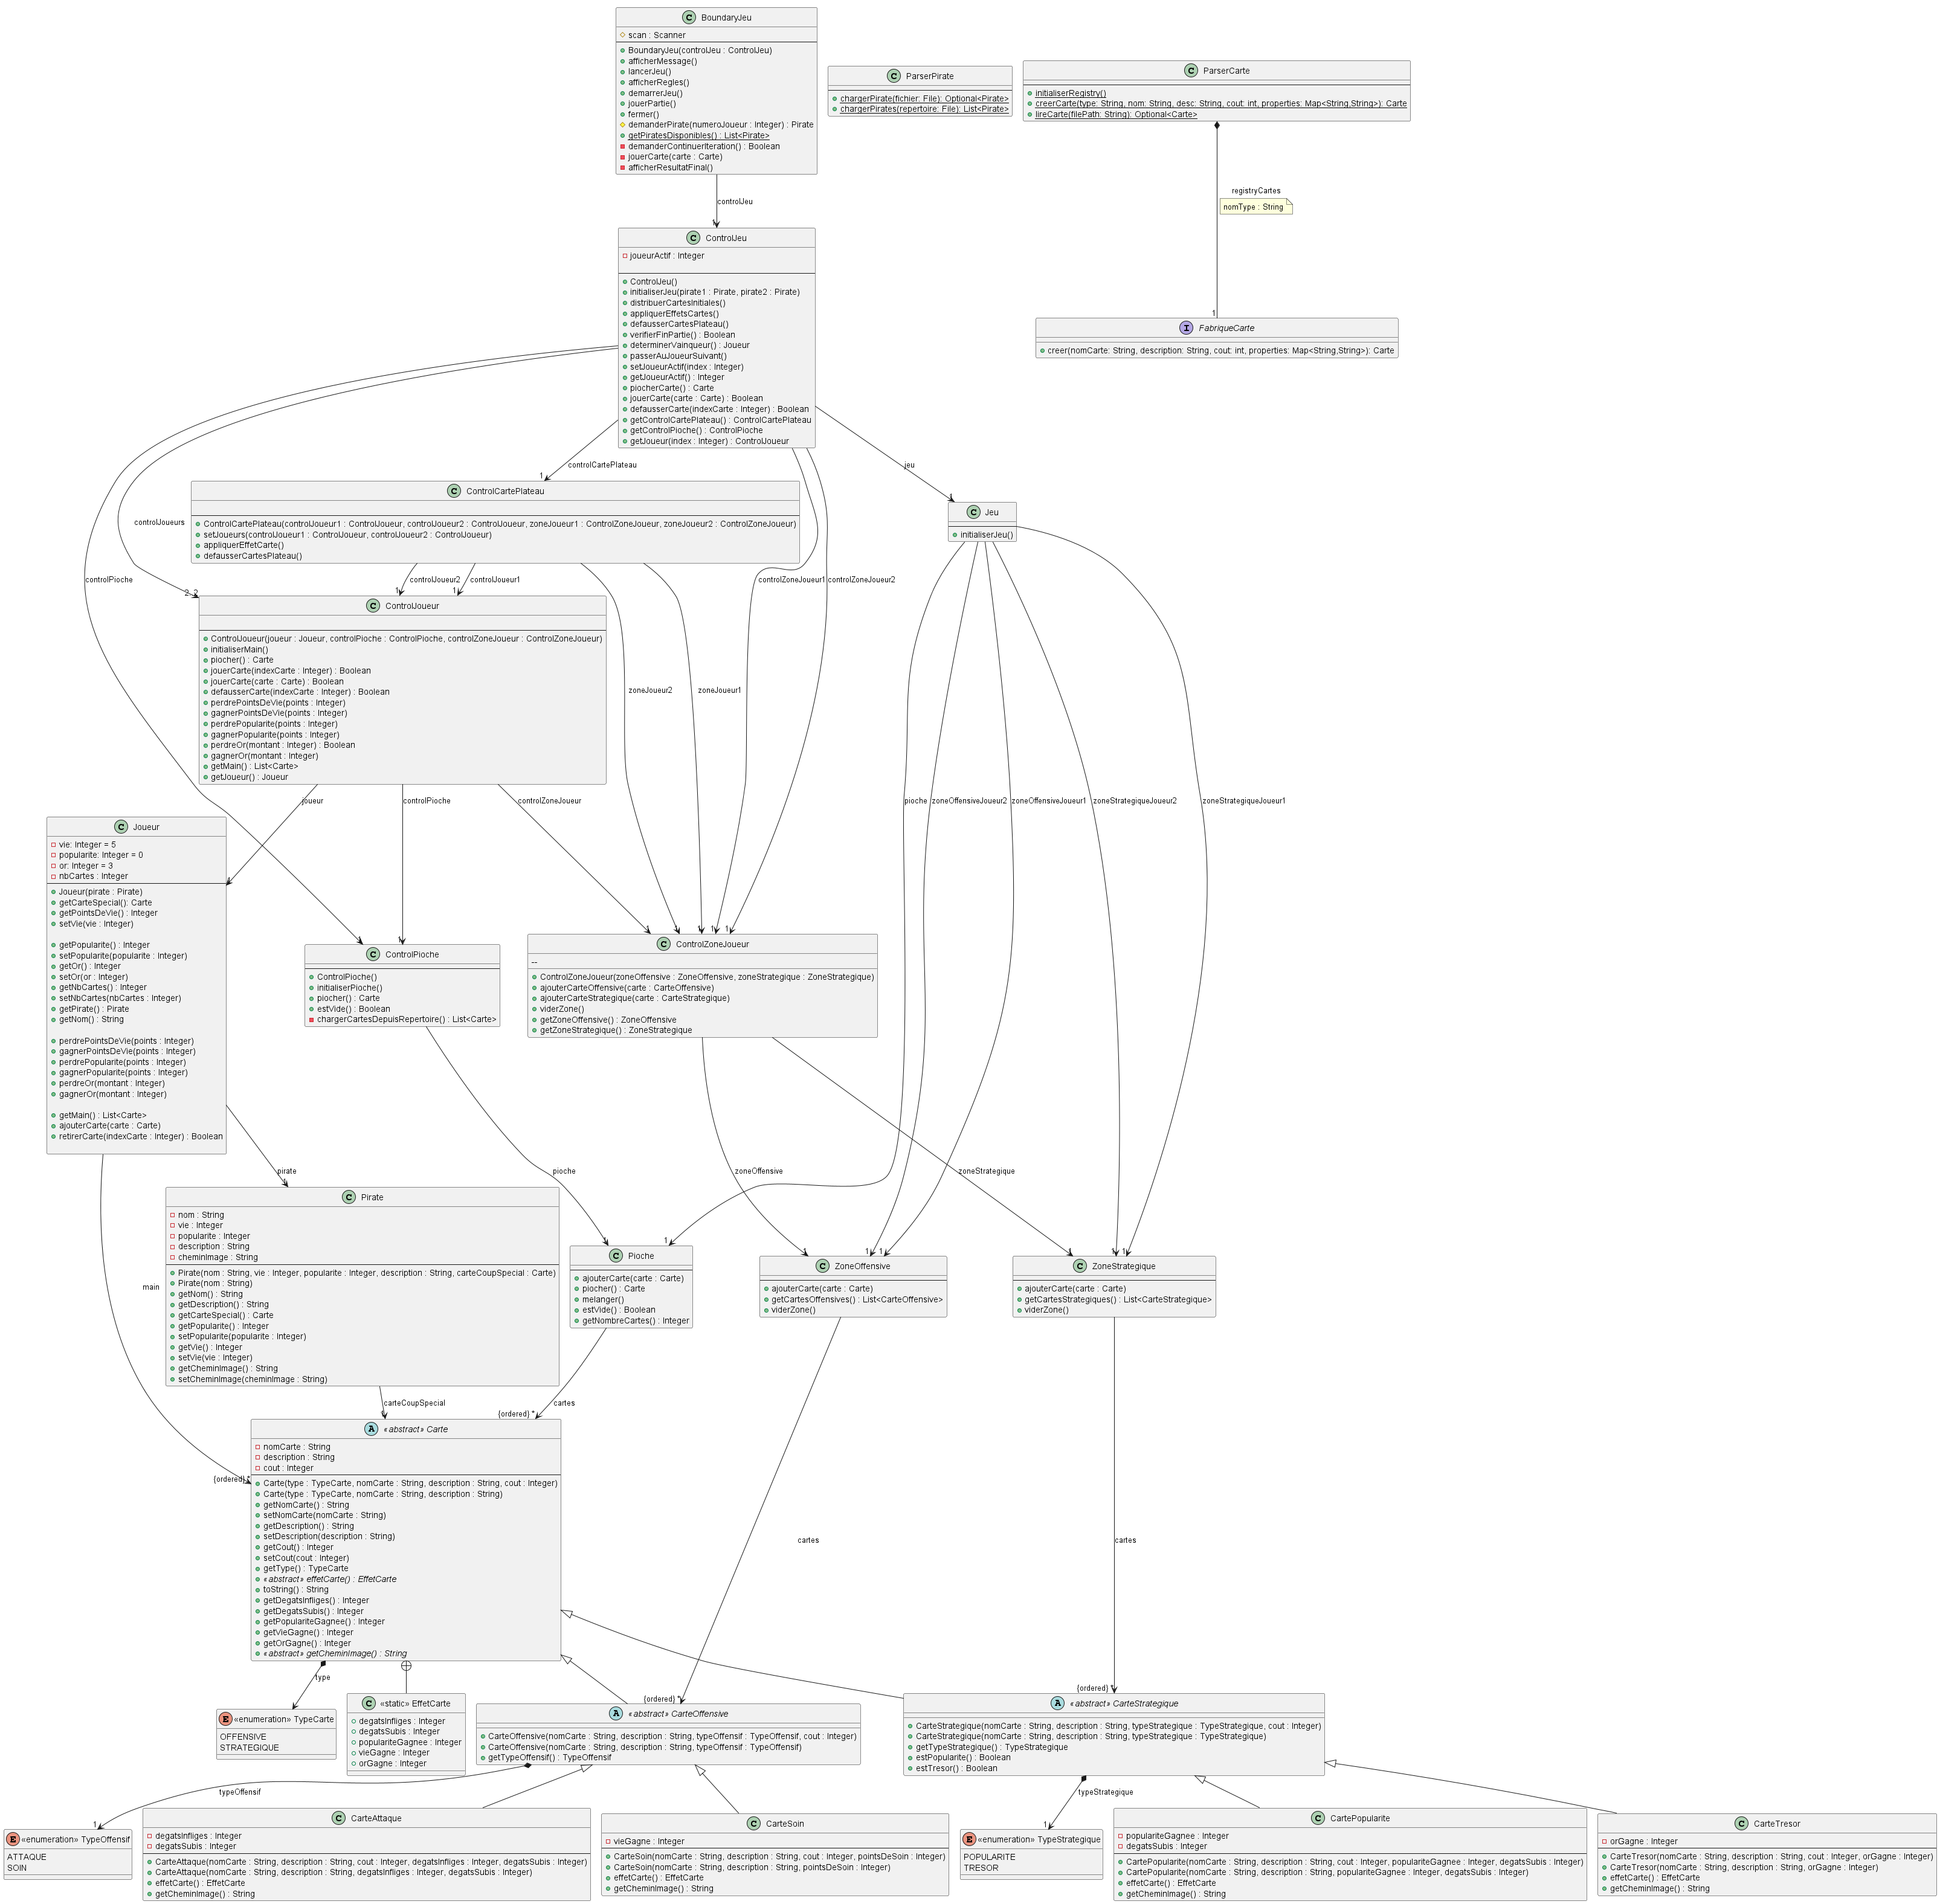 BoundaryJeu
scan : Scanner
BoundaryJeu(controlJeu : ControlJeu)
afficherMessage()
lancerJeu()
afficherRegles()
demarrerJeu()
jouerPartie()
fermer()
demanderPirate(numeroJoueur : Integer) : Pirate
getPiratesDisponibles() : List<Pirate>
demanderContinuerIteration() : Boolean
jouerCarte(carte : Carte)
afficherResultatFinal()
ParserPirate
chargerPirate(fichier: File): Optional<Pirate>
chargerPirates(repertoire: File): List<Pirate>
ParserCarte
initialiserRegistry()
creerCarte(type: String, nom: String, desc: String, cout: int, properties: Map<String,String>): Carte
lireCarte(filePath: String): Optional<Carte>
registryCartes
nomType : String
1
FabriqueCarte
creer(nomCarte: String, description: String, cout: int, properties: Map<String,String>): Carte
controlJeu
1
ControlJeu
joueurActif : Integer
ControlJeu()
initialiserJeu(pirate1 : Pirate, pirate2 : Pirate)
distribuerCartesInitiales()
appliquerEffetsCartes()
defausserCartesPlateau()
verifierFinPartie() : Boolean
determinerVainqueur() : Joueur
passerAuJoueurSuivant()
setJoueurActif(index : Integer)
getJoueurActif() : Integer
piocherCarte() : Carte
jouerCarte(carte : Carte) : Boolean
defausserCarte(indexCarte : Integer) : Boolean
getControlCartePlateau() : ControlCartePlateau
getControlPioche() : ControlPioche
getJoueur(index : Integer) : ControlJoueur
controlCartePlateau
1
jeu
1
ControlCartePlateau
ControlCartePlateau(controlJoueur1 : ControlJoueur, controlJoueur2 : ControlJoueur, zoneJoueur1 : ControlZoneJoueur, zoneJoueur2 : ControlZoneJoueur)
setJoueurs(controlJoueur1 : ControlJoueur, controlJoueur2 : ControlJoueur)
appliquerEffetCarte()
defausserCartesPlateau()
Jeu
initialiserJeu()
controlJoueurs
controlPioche
controlJoueur2
controlJoueur1
controlZoneJoueur1
controlZoneJoueur2
2..2
1
1
ControlJoueur
ControlJoueur(joueur : Joueur, controlPioche : ControlPioche, controlZoneJoueur : ControlZoneJoueur)
initialiserMain()
piocher() : Carte
jouerCarte(indexCarte : Integer) : Boolean
jouerCarte(carte : Carte) : Boolean
defausserCarte(indexCarte : Integer) : Boolean
perdrePointsDeVie(points : Integer)
gagnerPointsDeVie(points : Integer)
perdrePopularite(points : Integer)
gagnerPopularite(points : Integer)
perdreOr(montant : Integer) : Boolean
gagnerOr(montant : Integer)
getMain() : List<Carte>
getJoueur() : Joueur
zoneJoueur2
zoneJoueur1
joueur
controlPioche
controlZoneJoueur
pioche
zoneOffensiveJoueur2
zoneOffensiveJoueur1
zoneStrategiqueJoueur2
zoneStrategiqueJoueur1
Joueur
vie: Integer = 5
popularite: Integer = 0
or: Integer = 3
nbCartes : Integer
Joueur(pirate : Pirate)
getCarteSpecial(): Carte
getPointsDeVie() : Integer
setVie(vie : Integer)
getPopularite() : Integer
setPopularite(popularite : Integer)
getOr() : Integer
setOr(or : Integer)
getNbCartes() : Integer
setNbCartes(nbCartes : Integer)
getPirate() : Pirate
getNom() : String
perdrePointsDeVie(points : Integer)
gagnerPointsDeVie(points : Integer)
perdrePopularite(points : Integer)
gagnerPopularite(points : Integer)
perdreOr(montant : Integer)
gagnerOr(montant : Integer)
getMain() : List<Carte>
ajouterCarte(carte : Carte)
retirerCarte(indexCarte : Integer) : Boolean
1
1
1
1
1
1
1
1
ControlPioche
ControlPioche()
initialiserPioche()
piocher() : Carte
estVide() : Boolean
chargerCartesDepuisRepertoire() : List<Carte>
ControlZoneJoueur
--
ControlZoneJoueur(zoneOffensive : ZoneOffensive, zoneStrategique : ZoneStrategique)
ajouterCarteOffensive(carte : CarteOffensive)
ajouterCarteStrategique(carte : CarteStrategique)
viderZone()
getZoneOffensive() : ZoneOffensive
getZoneStrategique() : ZoneStrategique
pirate
1
pioche
zoneOffensive
zoneStrategique
Pirate
nom : String
vie : Integer
popularite : Integer
description : String
cheminImage : String
Pirate(nom : String, vie : Integer, popularite : Integer, description : String, carteCoupSpecial : Carte)
Pirate(nom : String)
getNom() : String
getDescription() : String
getCarteSpecial() : Carte
getPopularite() : Integer
setPopularite(popularite : Integer)
getVie() : Integer
setVie(vie : Integer)
getCheminImage() : String
setCheminImage(cheminImage : String)
main
1
1
Pioche
ajouterCarte(carte : Carte)
piocher() : Carte
melanger()
estVide() : Boolean
getNombreCartes() : Integer
1
1
1
ZoneOffensive
ajouterCarte(carte : Carte)
getCartesOffensives() : List<CarteOffensive>
viderZone()
1
1
1
ZoneStrategique
ajouterCarte(carte : Carte)
getCartesStrategiques() : List<CarteStrategique>
viderZone()
carteCoupSpecial
1
cartes
{ordered} *
{ordered} *
«abstract» Carte
nomCarte : String
description : String
cout : Integer
Carte(type : TypeCarte, nomCarte : String, description : String, cout : Integer)
Carte(type : TypeCarte, nomCarte : String, description : String)
getNomCarte() : String
setNomCarte(nomCarte : String)
getDescription() : String
setDescription(description : String)
getCout() : Integer
setCout(cout : Integer)
getType() : TypeCarte
«abstract» effetCarte() : EffetCarte
toString() : String
getDegatsInfliges() : Integer
getDegatsSubis() : Integer
getPopulariteGagnee() : Integer
getVieGagne() : Integer
getOrGagne() : Integer
«abstract» getCheminImage() : String
cartes
cartes
type
«enumeration» TypeCarte
OFFENSIVE
STRATEGIQUE
«static» EffetCarte
degatsInfliges : Integer
degatsSubis : Integer
populariteGagnee : Integer
vieGagne : Integer
orGagne : Integer
{ordered} *
«abstract» CarteOffensive
CarteOffensive(nomCarte : String, description : String, typeOffensif : TypeOffensif, cout : Integer)
CarteOffensive(nomCarte : String, description : String, typeOffensif : TypeOffensif)
getTypeOffensif() : TypeOffensif
{ordered} *
«abstract» CarteStrategique
CarteStrategique(nomCarte : String, description : String, typeStrategique : TypeStrategique, cout : Integer)
CarteStrategique(nomCarte : String, description : String, typeStrategique : TypeStrategique)
getTypeStrategique() : TypeStrategique
estPopularite() : Boolean
estTresor() : Boolean
typeOffensif
1
typeStrategique
1
«enumeration» TypeOffensif
ATTAQUE
SOIN
CarteAttaque
degatsInfliges : Integer
degatsSubis : Integer
CarteAttaque(nomCarte : String, description : String, cout : Integer, degatsInfliges : Integer, degatsSubis : Integer)
CarteAttaque(nomCarte : String, description : String, degatsInfliges : Integer, degatsSubis : Integer)
effetCarte() : EffetCarte
getCheminImage() : String
CarteSoin
vieGagne : Integer
CarteSoin(nomCarte : String, description : String, cout : Integer, pointsDeSoin : Integer)
CarteSoin(nomCarte : String, description : String, pointsDeSoin : Integer)
effetCarte() : EffetCarte
getCheminImage() : String
«enumeration» TypeStrategique
POPULARITE
TRESOR
CartePopularite
populariteGagnee : Integer
degatsSubis : Integer
CartePopularite(nomCarte : String, description : String, cout : Integer, populariteGagnee : Integer, degatsSubis : Integer)
CartePopularite(nomCarte : String, description : String, populariteGagnee : Integer, degatsSubis : Integer)
effetCarte() : EffetCarte
getCheminImage() : String
CarteTresor
orGagne : Integer
CarteTresor(nomCarte : String, description : String, cout : Integer, orGagne : Integer)
CarteTresor(nomCarte : String, description : String, orGagne : Integer)
effetCarte() : EffetCarte
getCheminImage() : String